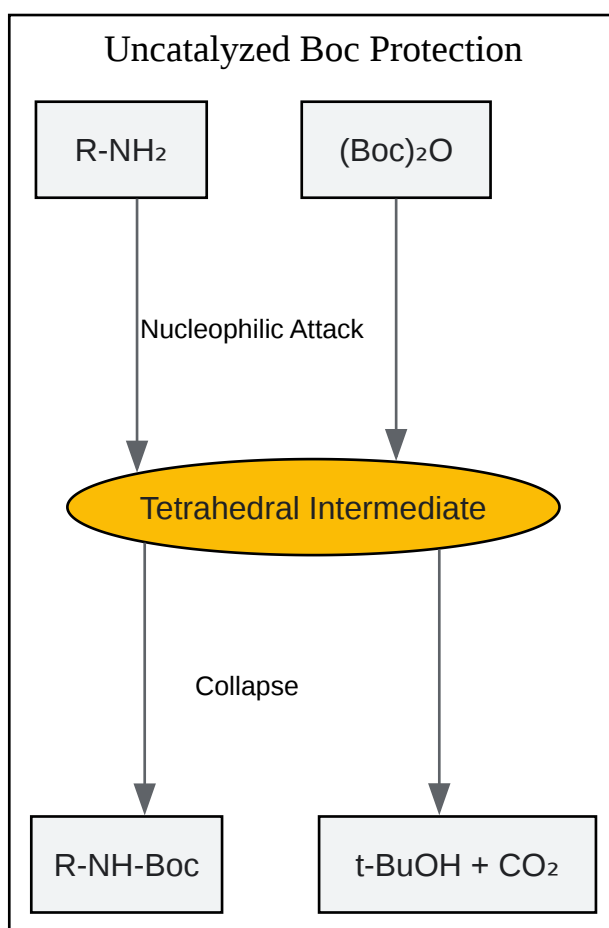 Uncatalyzed Boc Protection
R-NH₂
(Boc)₂O
Nucleophilic Attack
Tetrahedral Intermediate
Collapse
R-NH-Boc
t-BuOH + CO₂